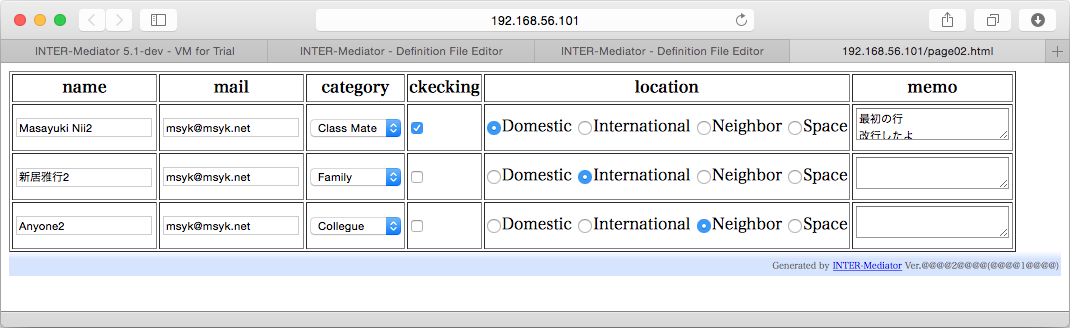 192.168.56.101
INTER-Mediator 5.1-dev - VM for Trial
INTER-Mediator - Definition File Editor
INTER-Mediator - Definition File Editor
192.168.56.101/page02.html
name mail category ckecking location memo
Masayuki Nii2 msyk@msyk.net Class Mate Domestic International Neighbor Space 最初の行
改行したよ
新居雅行2 msyk@msyk.net Family Domestic International Neighbor Space
Anyone2 msyk@msyk.net Collegue Domestic International Neighbor Space
Generated by INTER-Mediator Ver.@@@@2@@@@(@@@@1@@@@)